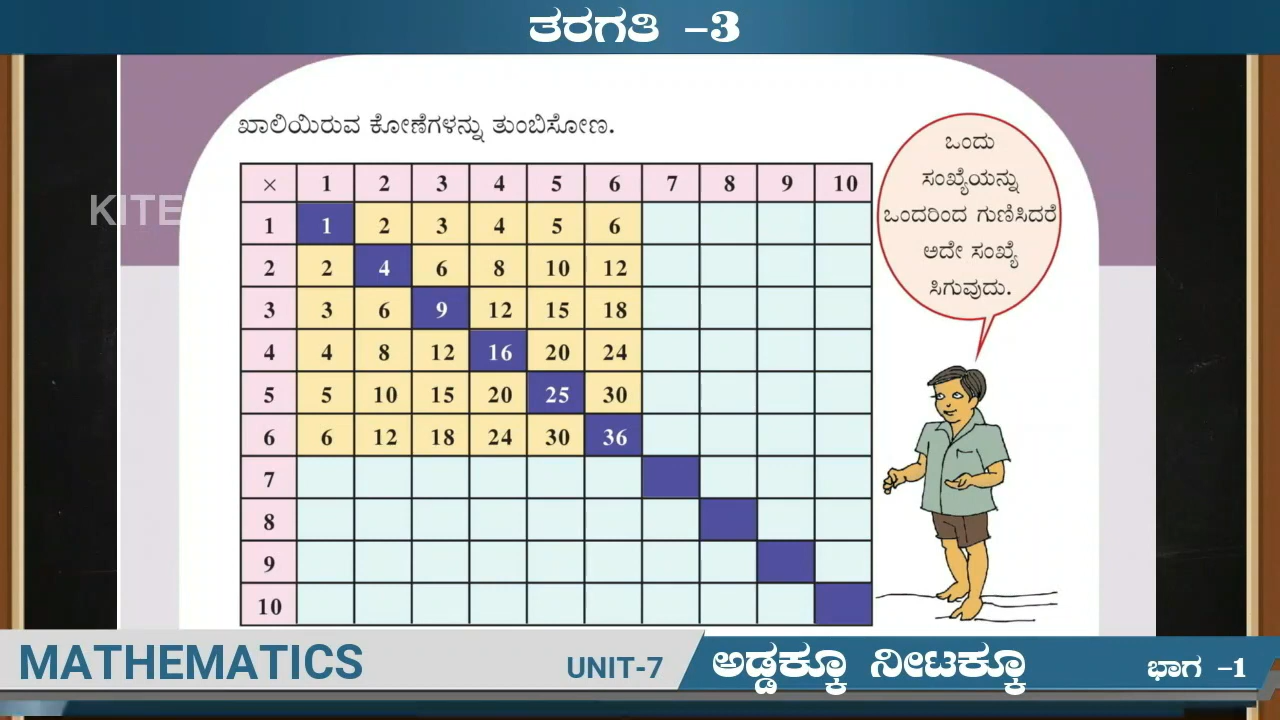 ತರಗತಿ -3
ಖಾಲಿಯಿರುವ ಕೋಣೆಗಳನ್ನು ತುಂಬಿಸೋಣ.
KITE
× 1 2 3 4 5 6 7 8 9 10
1 1 2 3 4 5 6
2 2 4 6 8 10 12
3 3 6 9 12 15 18
4 4 8 12 16 20 24
5 5 10 15 20 25 30
6 6 12 18 24 30 36
7
8
9
10
ಒಂದು
ಸಂಖ್ಯೆಯನ್ನು
ಒಂದರಿಂದ ಗುಣಿಸಿದರೆ
ಅದೇ ಸಂಖ್ಯೆ
ಸಿಗುವುದು.
MATHEMATICS UNIT-7 ಅಡ್ಡಕ್ಕೂ ನೀಟಕ್ಕೂ ಭಾಗ -1